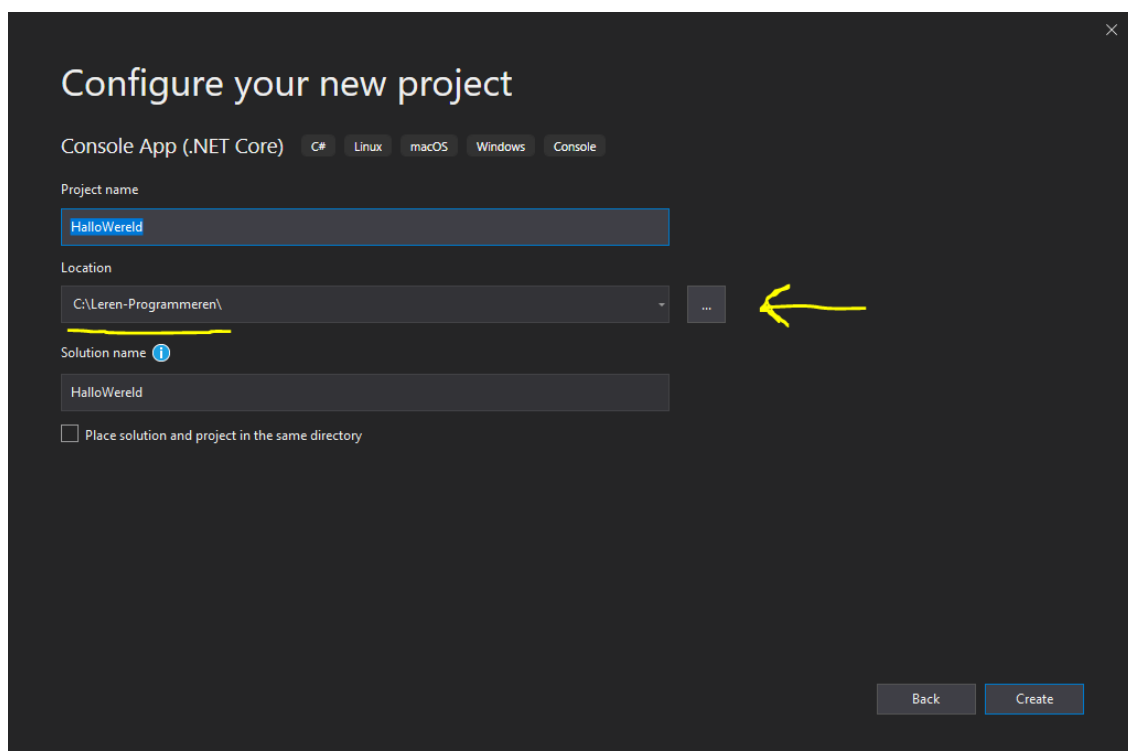 Configure your new project
Console App (.NET Core) C# Linux macOS Windows Console
Project name
HalloWereld
Location
C:\Leren-Programmeren\
...
Solution name
HalloWereld
Place solution and project in the same directory
Back Create